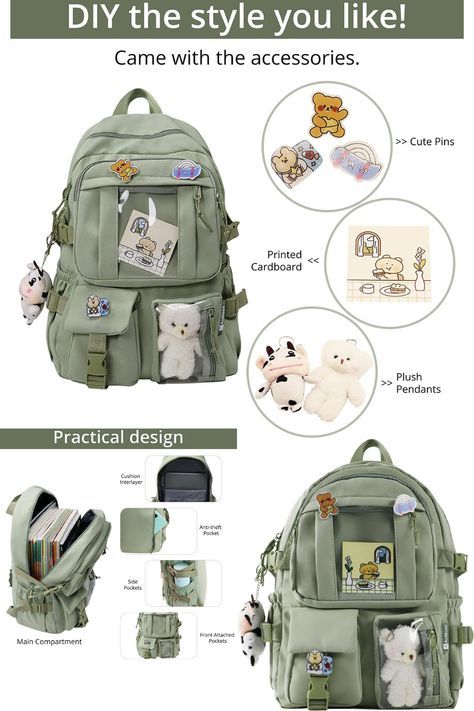 DIY the style you like!
Came with the accessories.
>> Cute Pins
Printed
Cardboard <<
>> Plush
Pendants
Practical design
Cushion
Interlayer
Anti-theft
Pocket
Side
Pockets
Main Compartment
Front Attached
Pockets